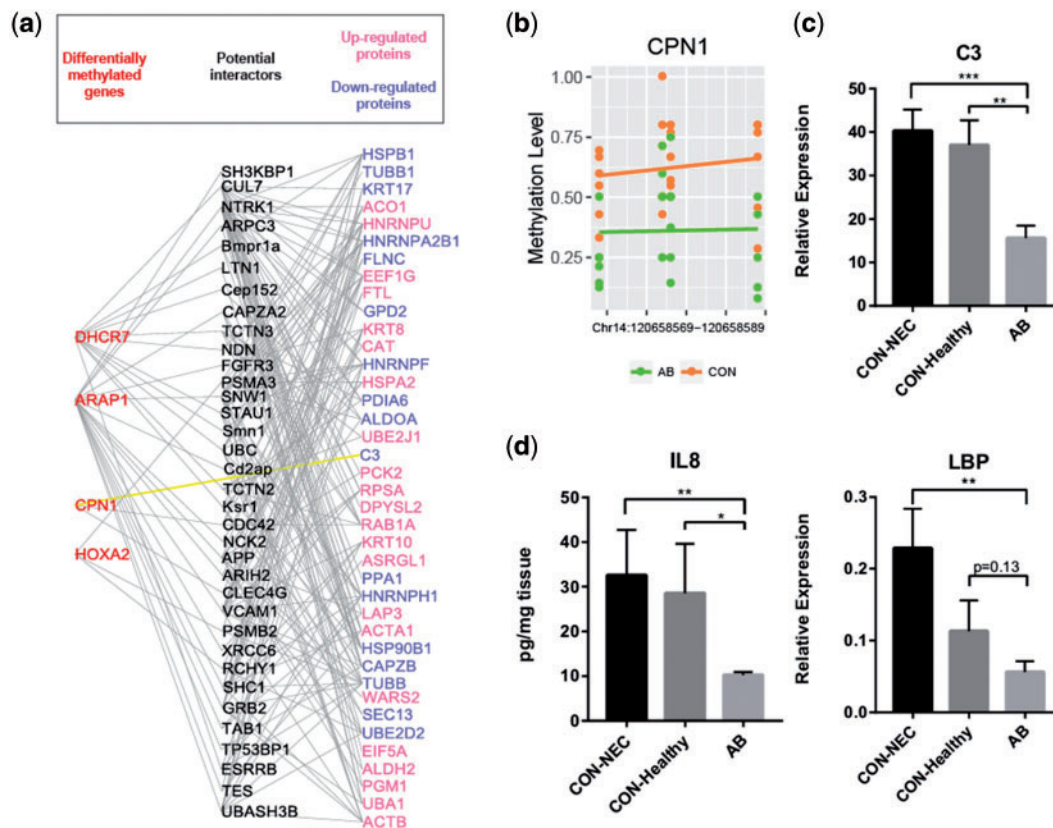 (a)
Differentially
methylated
genes
Potential
interactors
Up-regulated
proteins
Down-regulated
proteins
DHCR7
ARAP1
CPN1
HOXA2
SH3KBP1
CUL7
NTRK1
ARPC3
Bmpr1a
LTN1
Cep152
CAPZA2
TCTN3
NDN
FGFR3
PSMA3
SNW1
STAU1
Smn1
UBC
Cd2ap
TCTN2
Ksr1
CDC42
NCK2
APP
ARIH2
CLEC4G
VCAM1
PSMB2
XRCC6
RCHY1
SHC1
GRB2
TAB1
TP53BP1
ESRRB
TES
UBASH3B
HSPB1
TUBB1
KRT17
ACO1
HNRNPU
HNRNPA2B1
FLNC
EEF1G
FTL
GPD2
KRT8
CAT
HNRNPF
HSPA2
PDIA6
ALDOA
UBE2J1
C3
PCK2
RPSA
DPYSL2
RAB1A
KRT10
ASRGL1
PPA1
HNRNPH1
LAP3
ACTA1
HSP90B1
CAPZB
TUBB
WARS2
SEC13
UBE2D2
EIF5A
ALDH2
PGM1
UBA1
ACTB
(b)
CPN1
Methylation Level
1.00
0.75
0.50
0.25
Chr14:120658569-120658589
AB CON
(c)
C3
Relative Expression
50
40
30
20
10
0
***
**
CON-NEC
CON-Healthy
AB
(d)
IL8
pg/mg tissue
50
40
30
20
10
0
**
*
CON-NEC
CON-Healthy
AB
LBP
Relative Expression
0.3
0.2
0.1
0.0
**
p=0.13
CON-NEC
CON-Healthy
AB